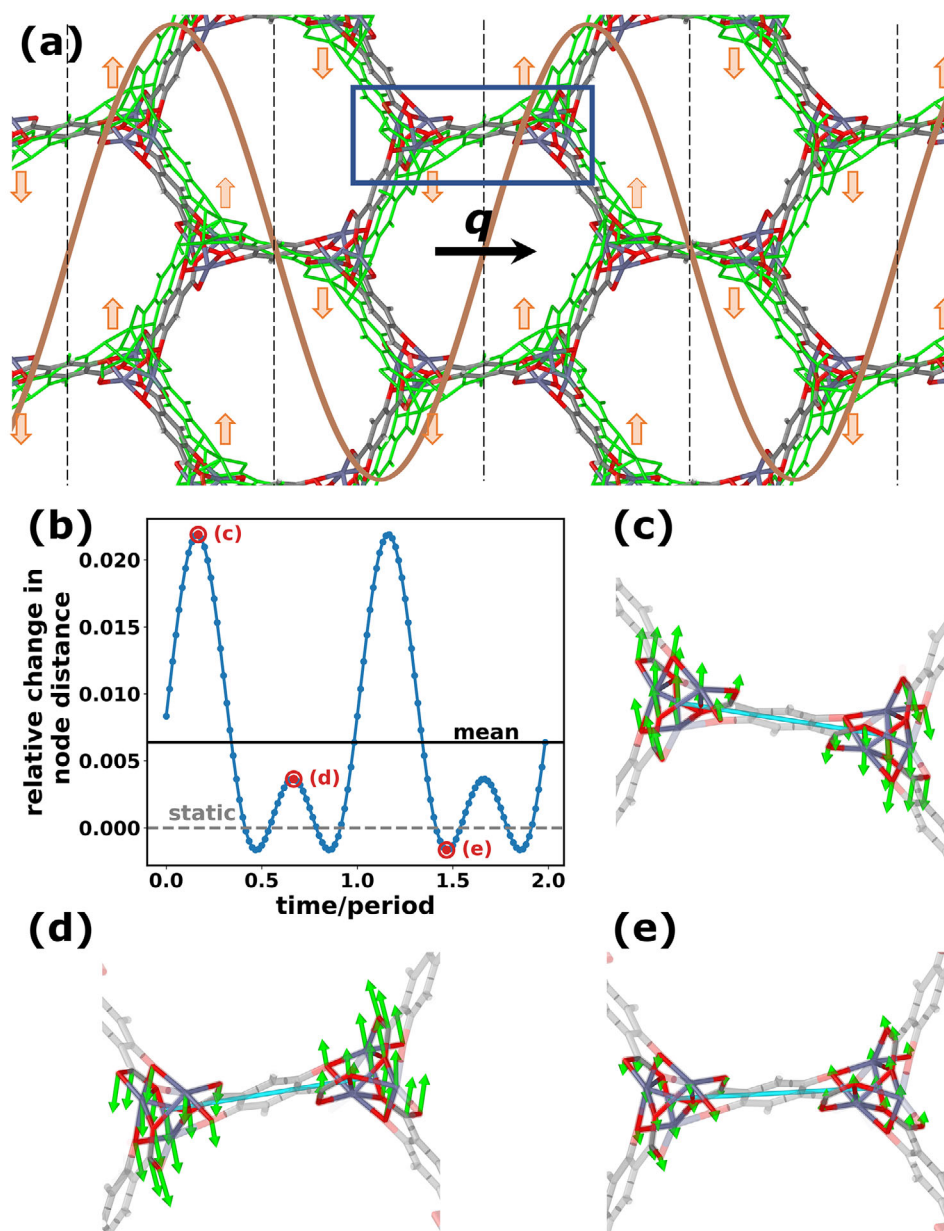 (a)
q
(b)
(c)
0.020
0.015
0.010
0.005
0.000
relative change in
node distance
(c)
mean
(d)
static
(e)
0.0 0.5 1.0 1.5 2.0
time/period
(d)
(e)